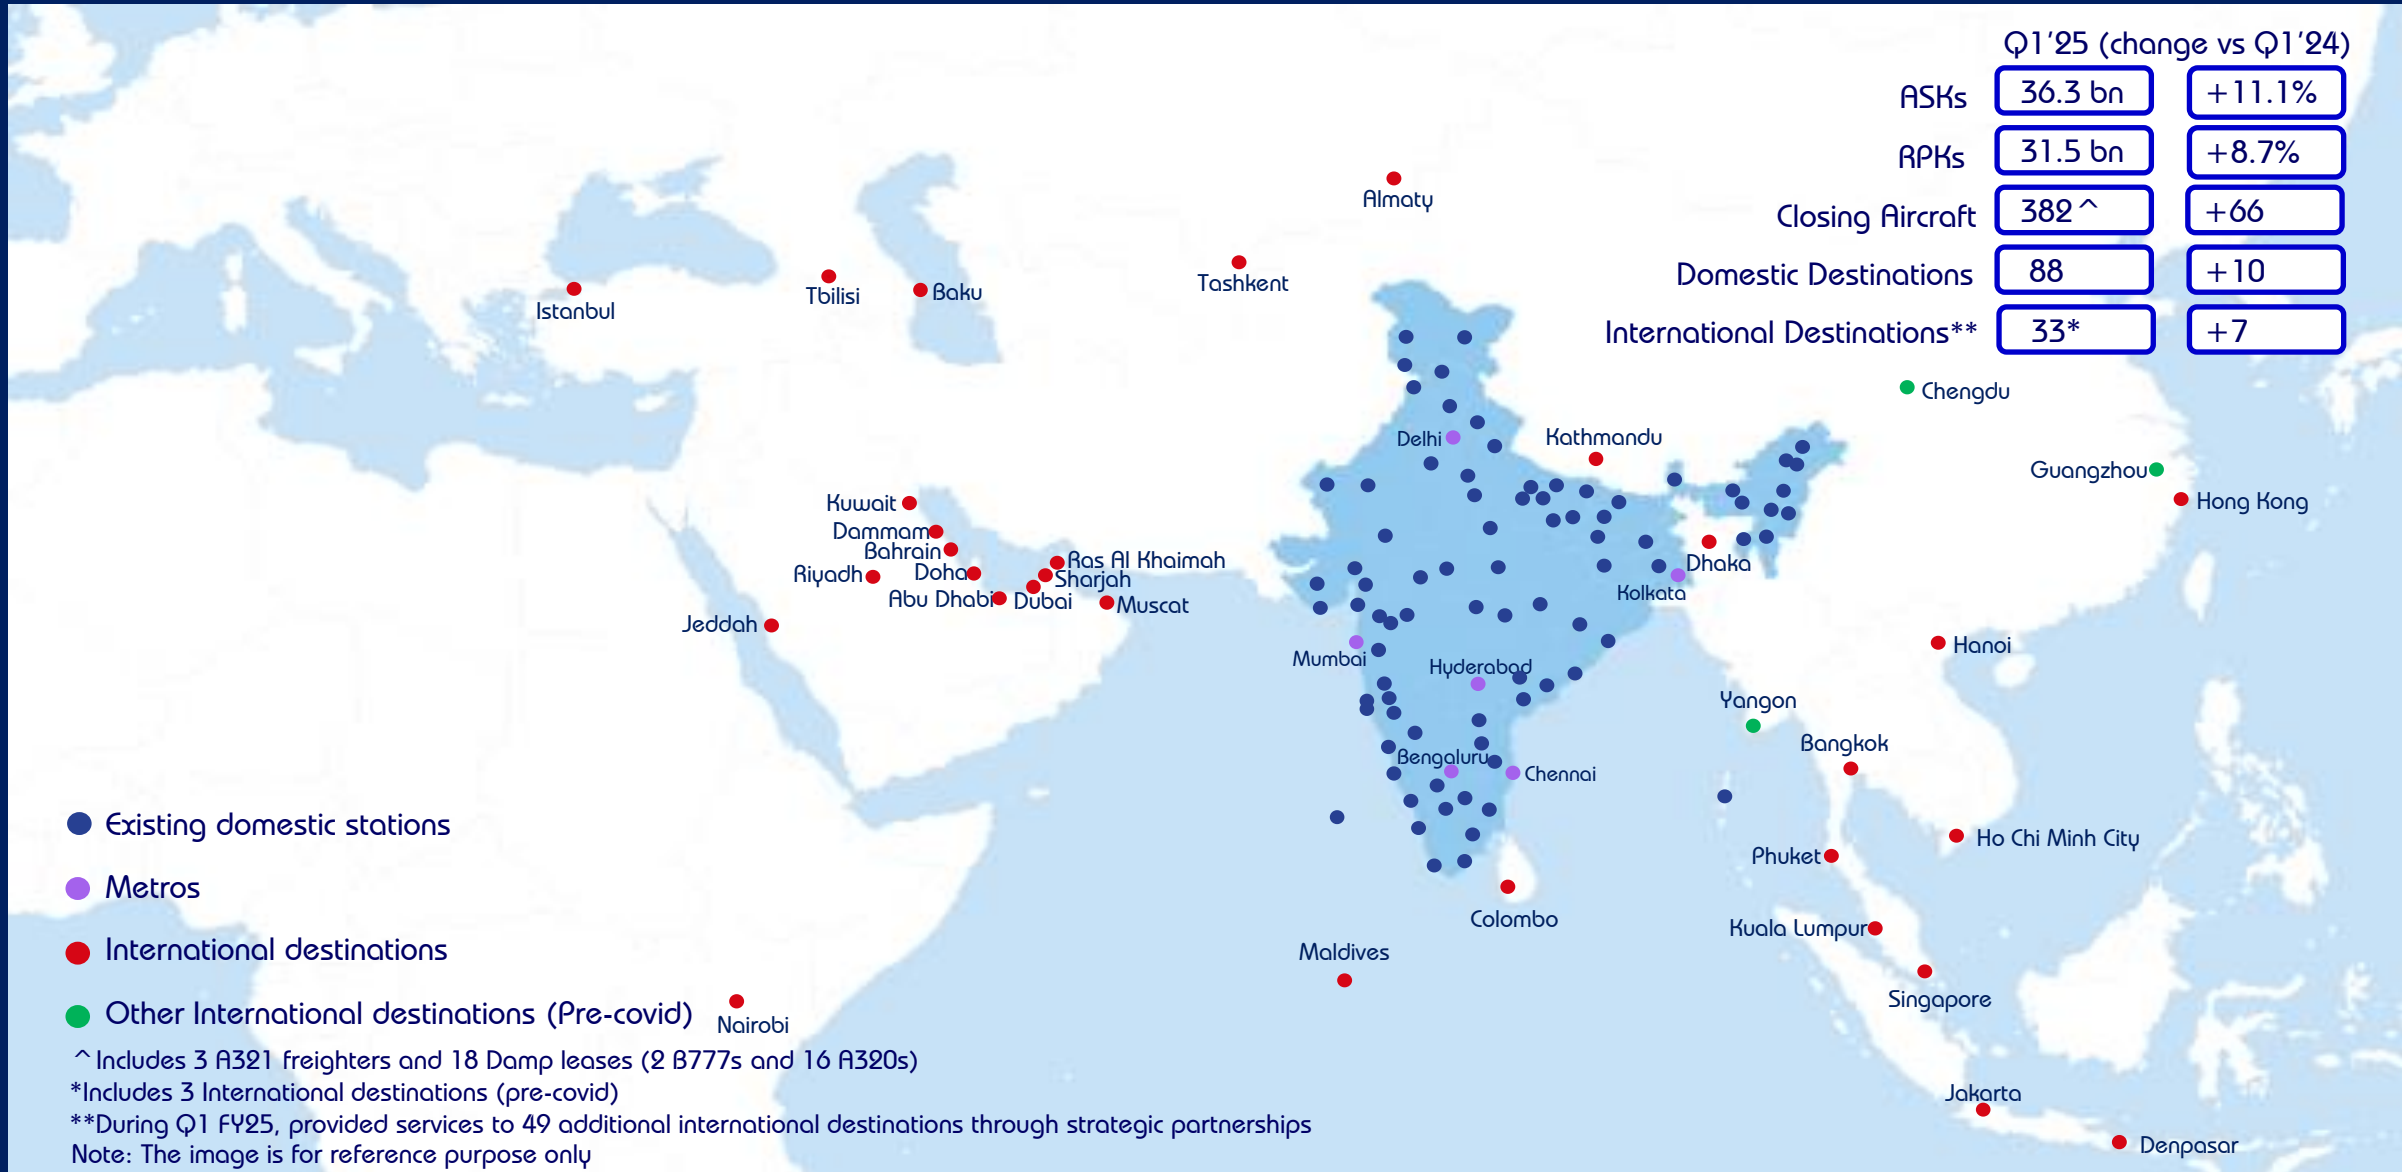 Q1'25 (change vs Q1'24)
ASKs 36.3 bn +11.1%
RPKs 31.5 bn +8.7%
Closing Aircraft 382^ +66
Domestic Destinations 88 +10
International Destinations** 33* +7
Almaty
Tashkent
Istanbul
Tbilisi
Baku
Chengdu
Delhi
Kathmandu
Guangzhou
Hong Kong
Kuwait
Dammam
Bahrain
Riyadh
Doha
Ras Al Khaimah
Sharjah
Abu Dhabi
Dubai
Muscat
Jeddah
Dhaka
Kolkata
Mumbai
Hyderabad
Hanoi
Yangon
Bangkok
Bengaluru
Chennai
Ho Chi Minh City
Phuket
Colombo
Kuala Lumpur
Maldives
Singapore
Nairobi
Jakarta
Denpasar
Existing domestic stations
Metros
International destinations
Other International destinations (Pre-covid)
^Includes 3 A321 freighters and 18 Damp leases (2 B777s and 16 A320s)
*Includes 3 International destinations (pre-covid)
**During Q1 FY25, provided services to 49 additional international destinations through strategic partnerships
Note: The image is for reference purpose only